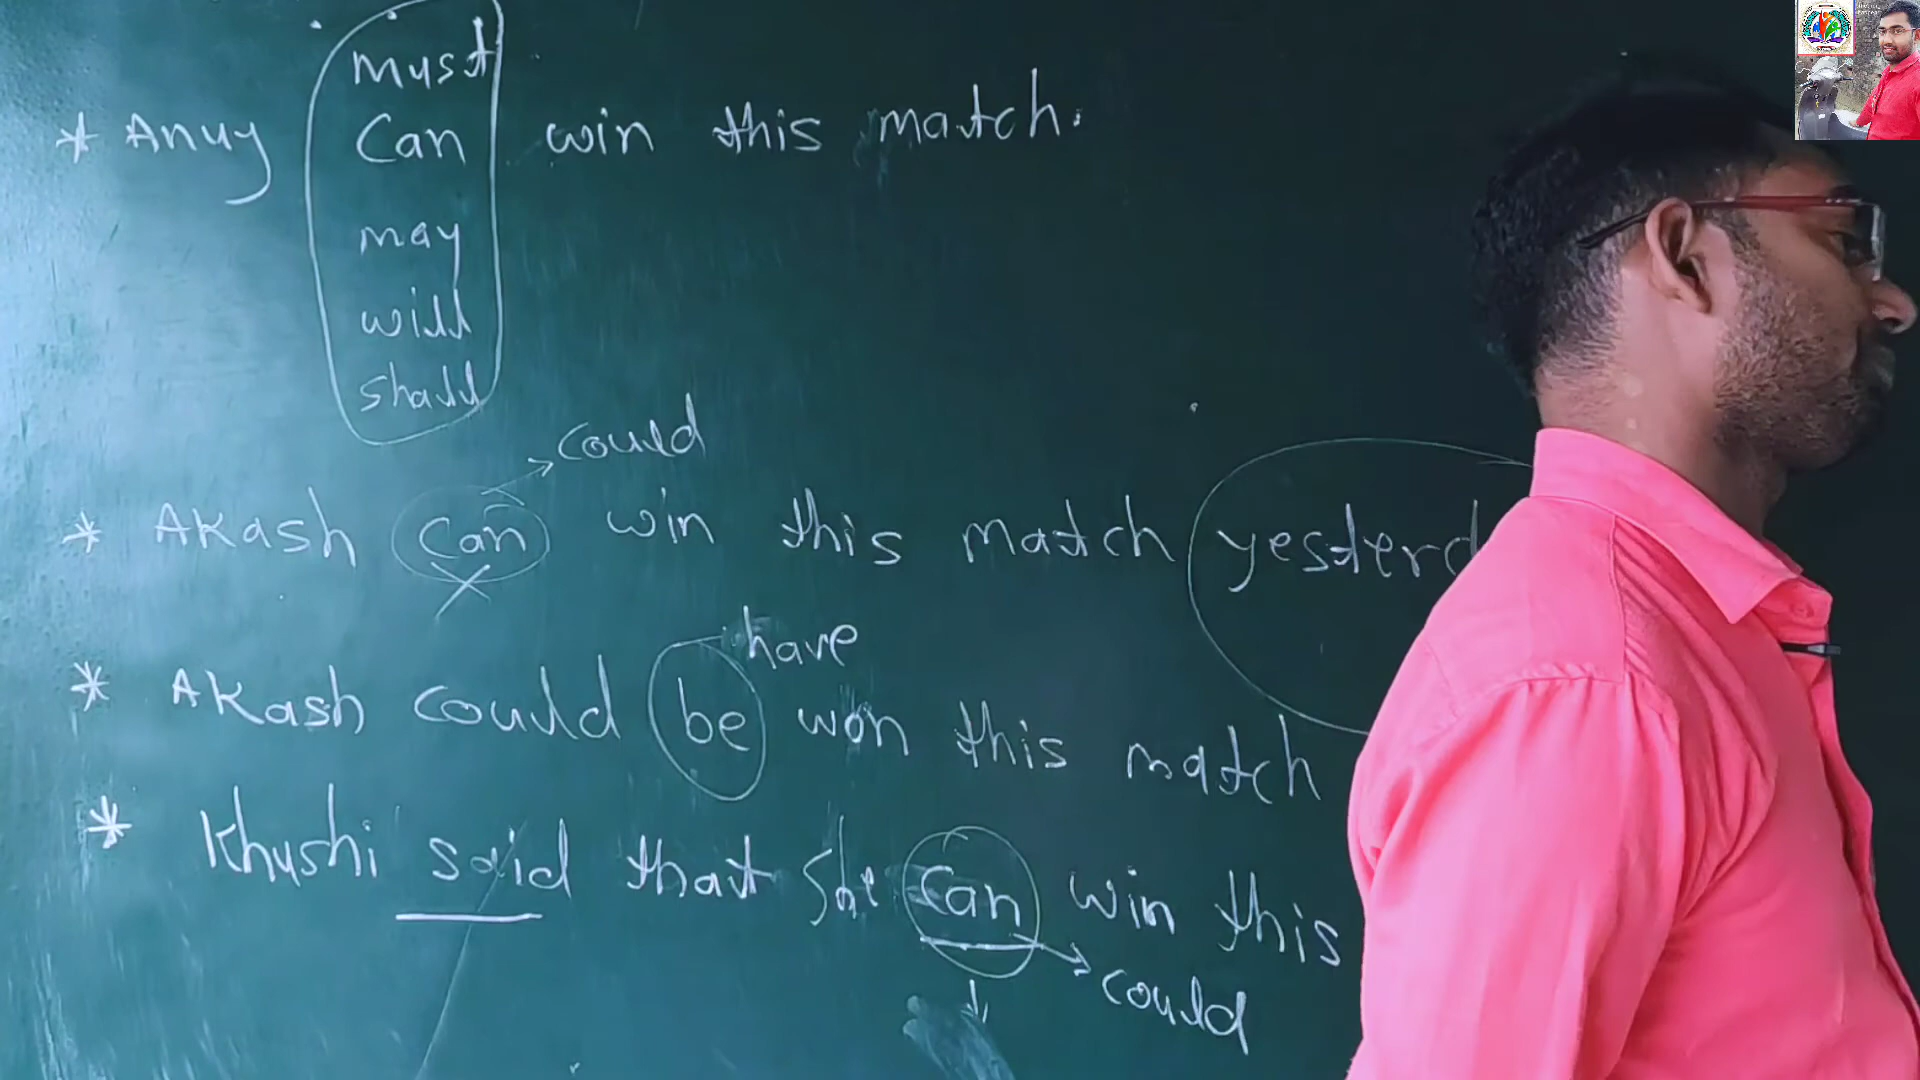 must
* Anuj Can win this match.
may
will
shall
could
* Akash can win this match yesterd
have
* Akash could be won this match
* Khushi said that she can win this
could